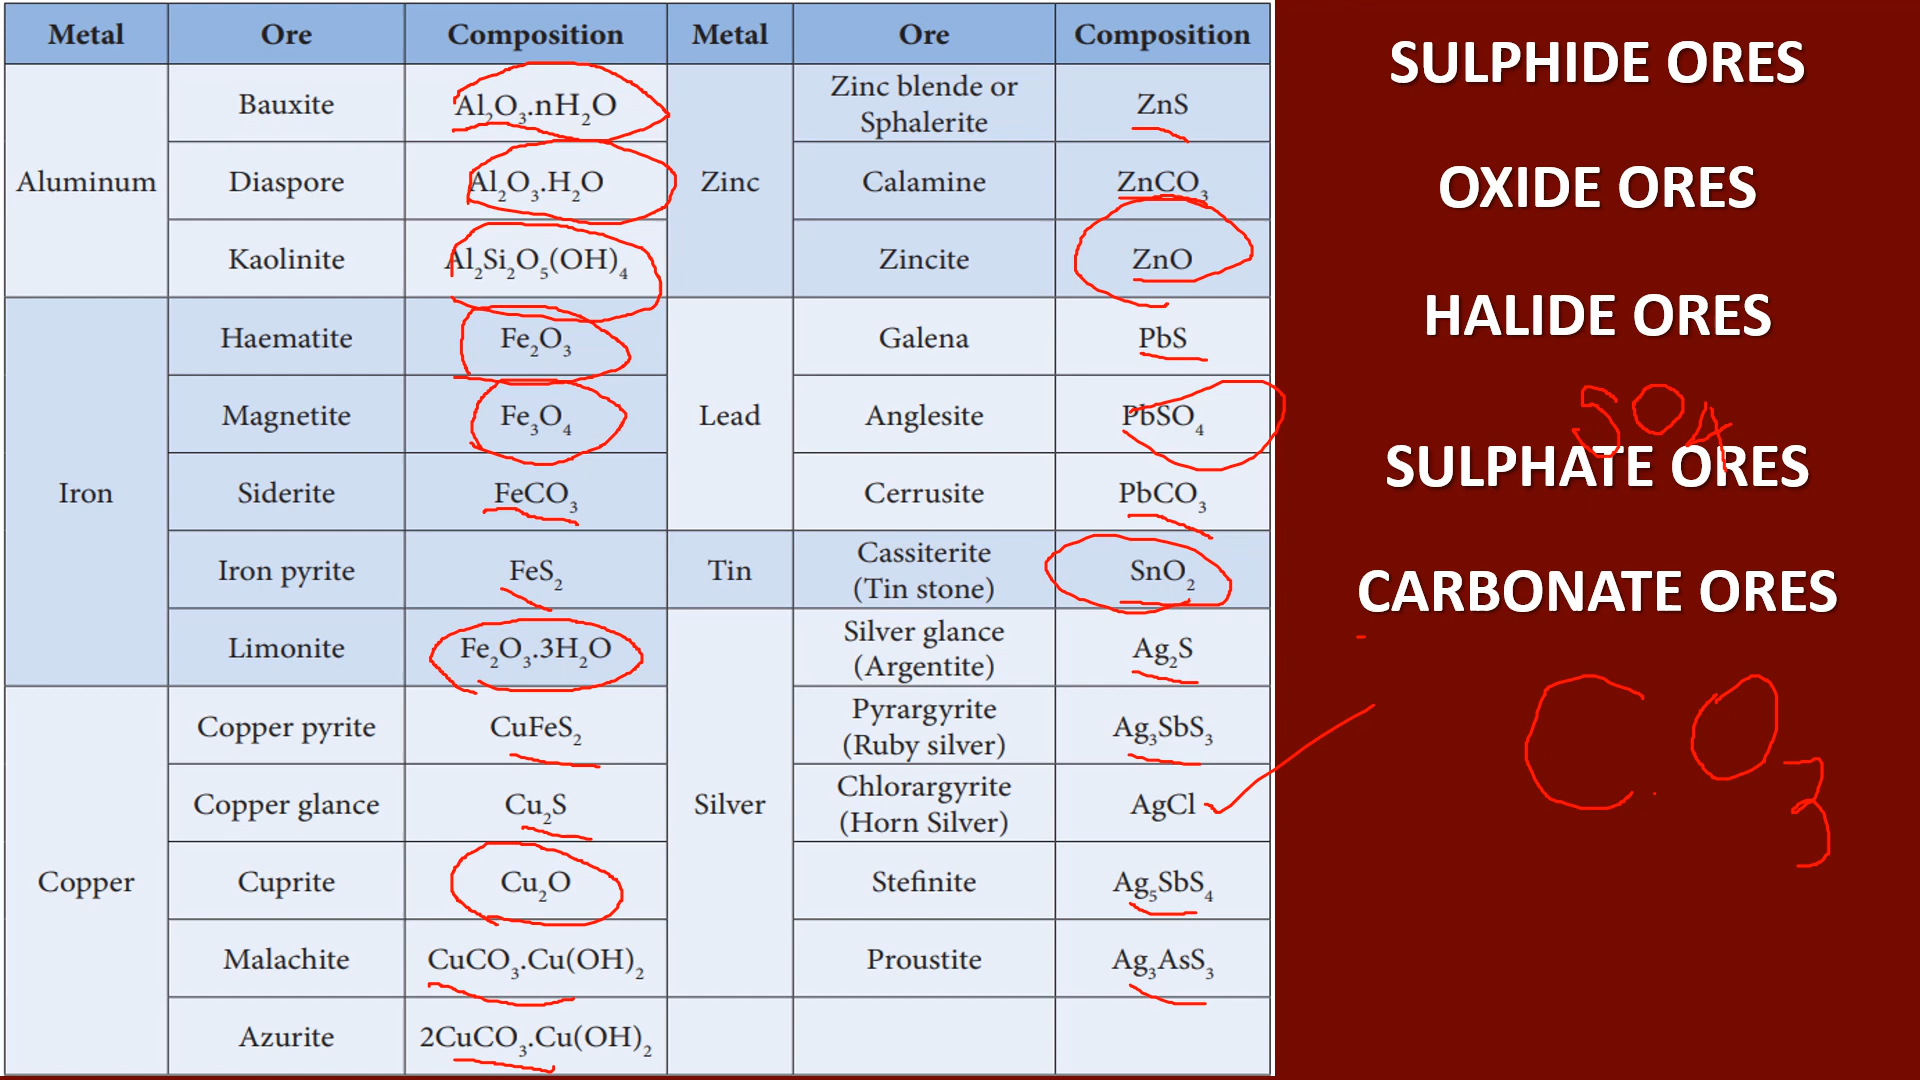 Metal Ore Composition Metal Ore Composition
Aluminum
Bauxite Al₂O₃.nH₂O
Diaspore Al₂O₃.H₂O
Kaolinite Al₂Si₂O₅(OH)₄
Iron
Haematite Fe₂O₃
Magnetite Fe₃O₄
Siderite FeCO₃
Iron pyrite FeS₂
Limonite Fe₂O₃.3H₂O
Copper
Copper pyrite CuFeS₂
Copper glance Cu₂S
Cuprite Cu₂O
Malachite CuCO₃.Cu(OH)₂
Azurite 2CuCO₃.Cu(OH)₂
Zinc
Zinc blende or
Sphalerite ZnS
Calamine ZnCO₃
Zincite ZnO
Lead
Galena PbS
Anglesite PbSO₄
Cerrusite PbCO₃
Tin
Cassiterite
(Tin stone) SnO₂
Silver
Silver glance
(Argentite) Ag₂S
Pyrargyrite
(Ruby silver) Ag₃SbS₃
Chlorargyrite
(Horn Silver) AgCl
Stefinite Ag₅SbS₄
Proustite Ag₃AsS₃
SULPHIDE ORES
OXIDE ORES
HALIDE ORES
SO4
SULPHATE ORES
CARBONATE ORES
CO3